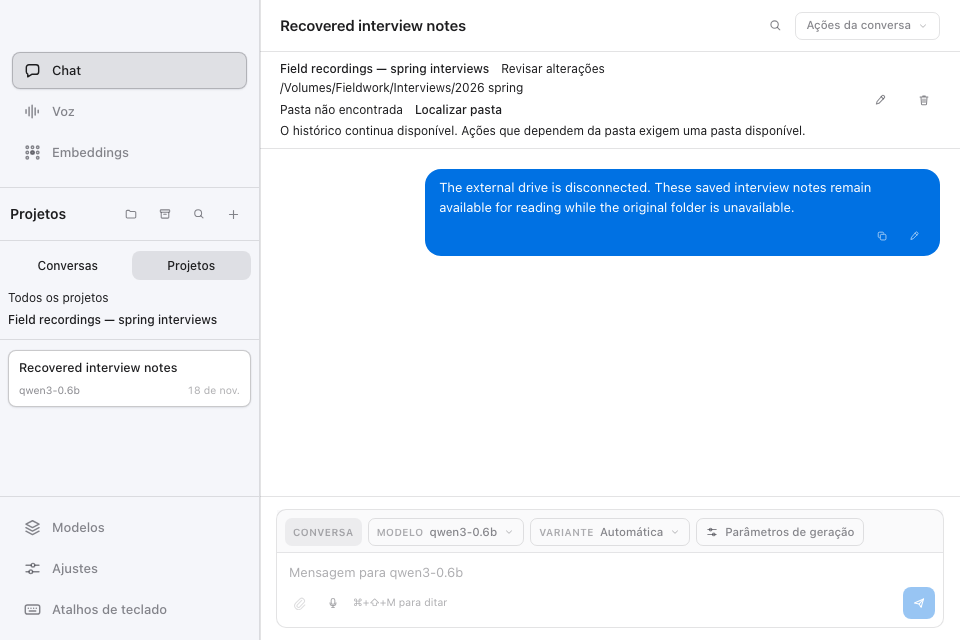 Chat
Voz
Embeddings
Projetos
Conversas
Projetos
Todos os projetos
Field recordings — spring interviews
Recovered interview notes
qwen3-0.6b
18 de nov.
Modelos
Ajustes
Atalhos de teclado
Recovered interview notes
Ações da conversa
Field recordings — spring interviews Revisar alterações
/Volumes/Fieldwork/Interviews/2026 spring
Pasta não encontrada Localizar pasta
O histórico continua disponível. Ações que dependem da pasta exigem uma pasta disponível.
The external drive is disconnected. These saved interview notes remain
available for reading while the original folder is unavailable.
CONVERSA
MODELO qwen3-0.6b
VARIANTE Automática
Parâmetros de geração
Mensagem para qwen3-0.6b
⌘+⇧+M para ditar